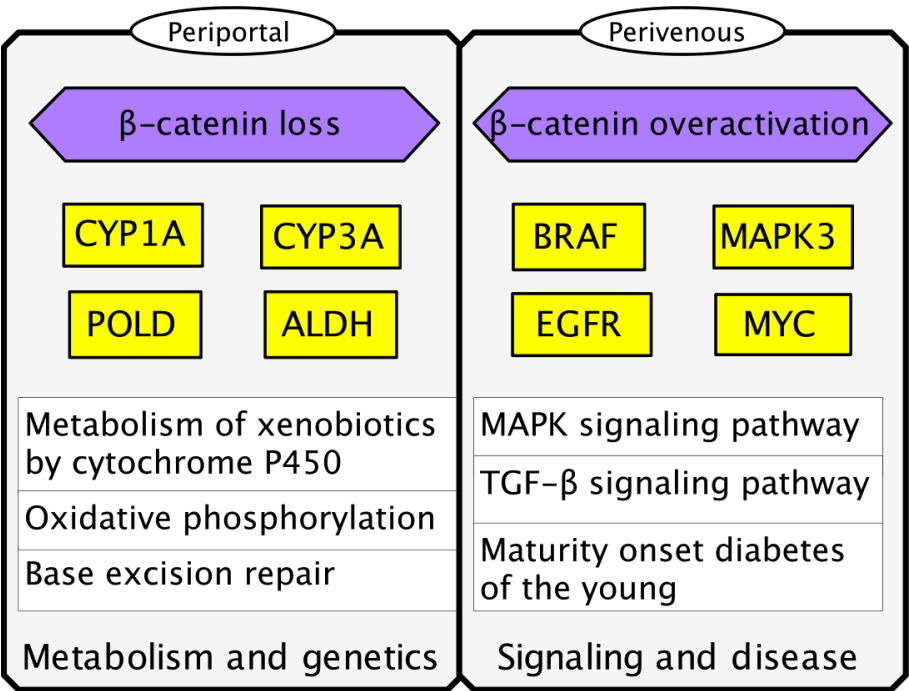 Periportal
β-catenin loss
CYP1A
CYP3A
POLD
ALDH
Metabolism of xenobiotics
by cytochrome P450
Oxidative phosphorylation
Base excision repair
Metabolism and genetics
Perivenous
β-catenin overactivation
BRAF
MAPK3
EGFR
MYC
MAPK signaling pathway
TGF-β signaling pathway
Maturity onset diabetes
of the young
Signaling and disease